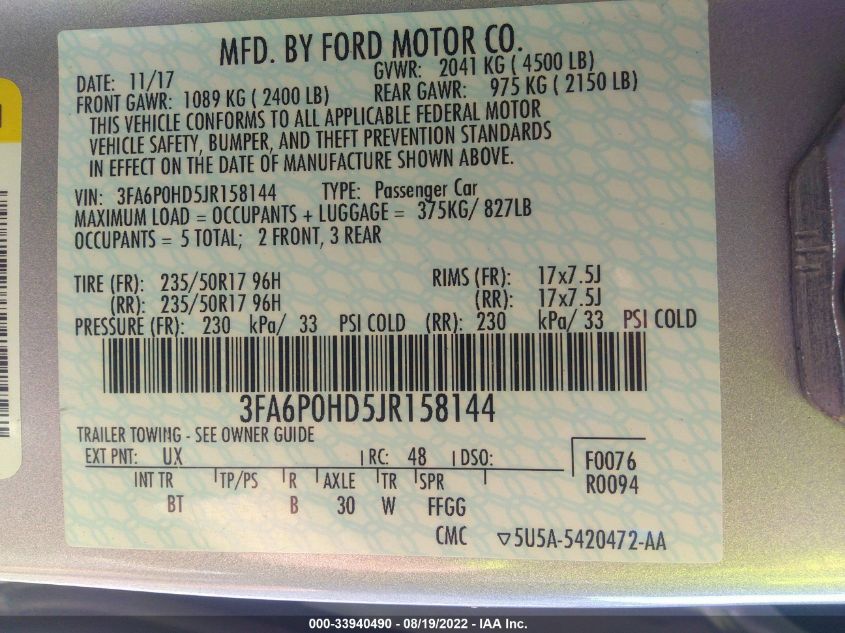 MFD. BY FORD MOTOR CO.
DATE: 11/17 GVWR: 2041 KG ( 4500 LB)
FRONT GAWR: 1089 KG ( 2400 LB) REAR GAWR: 975 KG ( 2150 LB)
THIS VEHICLE CONFORMS TO ALL APPLICABLE FEDERAL MOTOR
VEHICLE SAFETY, BUMPER, AND THEFT PREVENTION STANDARDS
IN EFFECT ON THE DATE OF MANUFACTURE SHOWN ABOVE.
VIN: 3FA6P0HD5JR158144 TYPE: Passenger Car
MAXIMUM LOAD = OCCUPANTS + LUGGAGE = 375KG/ 827LB
OCCUPANTS = 5 TOTAL; 2 FRONT, 3 REAR
TIRE (FR): 235/50R17 96H RIMS (FR): 17x7.5J
(RR): 235/50R17 96H (RR): 17x7.5J
PRESSURE (FR): 230 kPa/ 33 PSI COLD (RR): 230 kPa/ 33 PSI COLD
3FA6P0HD5JR158144
TRAILER TOWING - SEE OWNER GUIDE
EXT PNT: UX RC: 48 DSO: F0076
INT TR TP/PS R AXLE TR SPR R0094
BT B 30 W FFGG
CMC ▽5U5A-5420472-AA
000-33940490 - 08/19/2022 - IAA Inc.